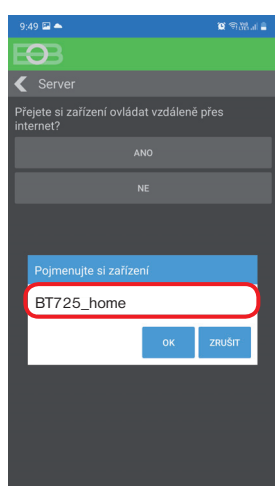 9:49
EOB
Server
Přejete si zařízení ovládat vzdáleně přes
internet?
ANO
NE
Pojmenujte si zařízení
BT725_home
OK ZRUŠIT